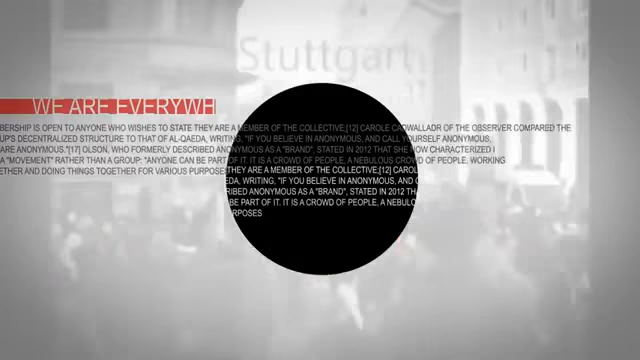 Stuttgart
WE ARE EVERYWH
BERSHIP IS OPEN TO ANYONE WHO WISHES TO STATE THEY ARE A MEMBER OF THE COLLECTIVE,[12] CAROLE CADWALLADR OF THE OBSERVER COMPARED THE
UP'S DECENTRALIZED STRUCTURE TO THAT OF AL-QAEDA, WRITING, "IF YOU BELIEVE IN ANONYMOUS, AND CALL YOURSELF ANONYMOUS,
ARE ANONYMOUS."[17] OLSON, WHO FORMERLY DESCRIBED ANONYMOUS AS A "BRAND", STATED IN 2012 THAT SHE NOW CHARACTERIZED I
A "MOVEMENT" RATHER THAN A GROUP: "ANYONE CAN BE PART OF IT. IT IS A CROWD OF PEOPLE, A NEBULOUS CROWD OF PEOPLE, WORKING
ETHER AND DOING THINGS TOGETHER FOR VARIOUS PURPOSES
THEY ARE A MEMBER OF THE COLLECTIVE,[12] CAROL
EDA, WRITING, "IF YOU BELIEVE IN ANONYMOUS, AND C
RIBED ANONYMOUS AS A "BRAND", STATED IN 2012 THA
BE PART OF IT. IT IS A CROWD OF PEOPLE, A NEBULO
RPOSES